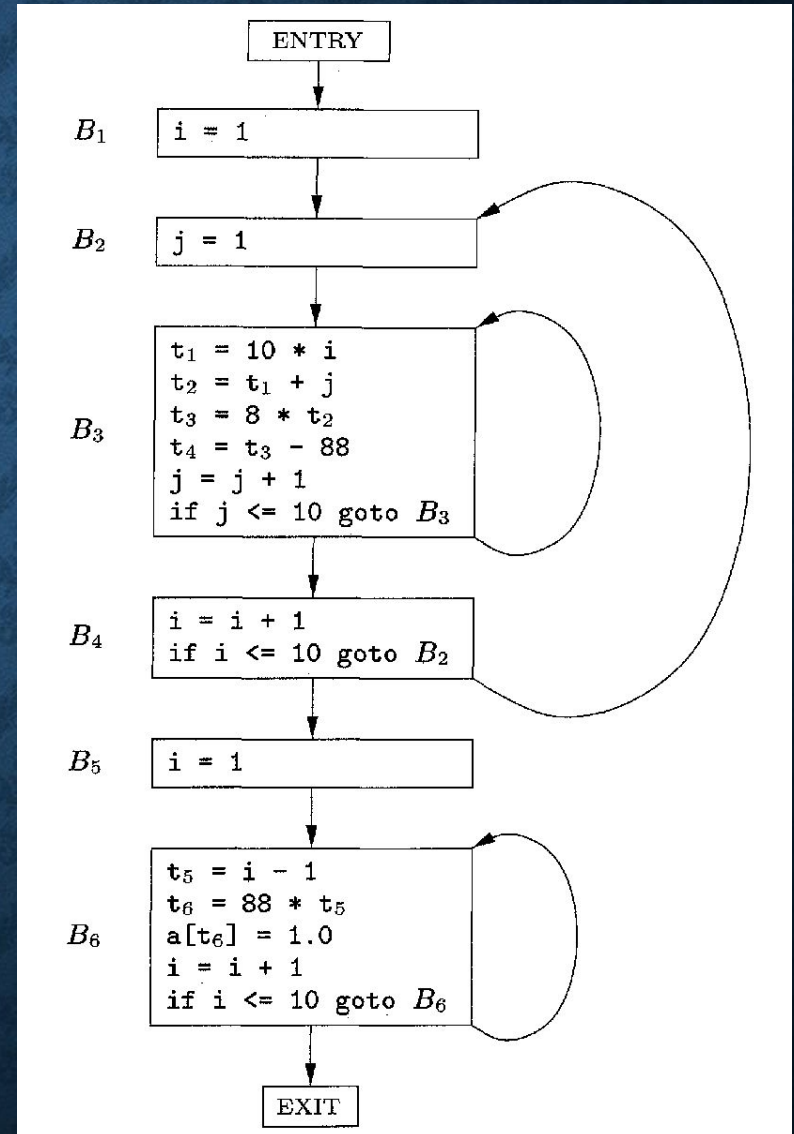 ENTRY
B₁
i = 1
B₂
j = 1
B₃
t₁ = 10 * i
t₂ = t₁ + j
t₃ = 8 * t₂
t₄ = t₃ - 88
j = j + 1
if j <= 10 goto B₃
B₄
i = i + 1
if i <= 10 goto B₂
B₅
i = 1
B₆
t₅ = i - 1
t₆ = 88 * t₅
a[t₆] = 1.0
i = i + 1
if i <= 10 goto B₆
EXIT